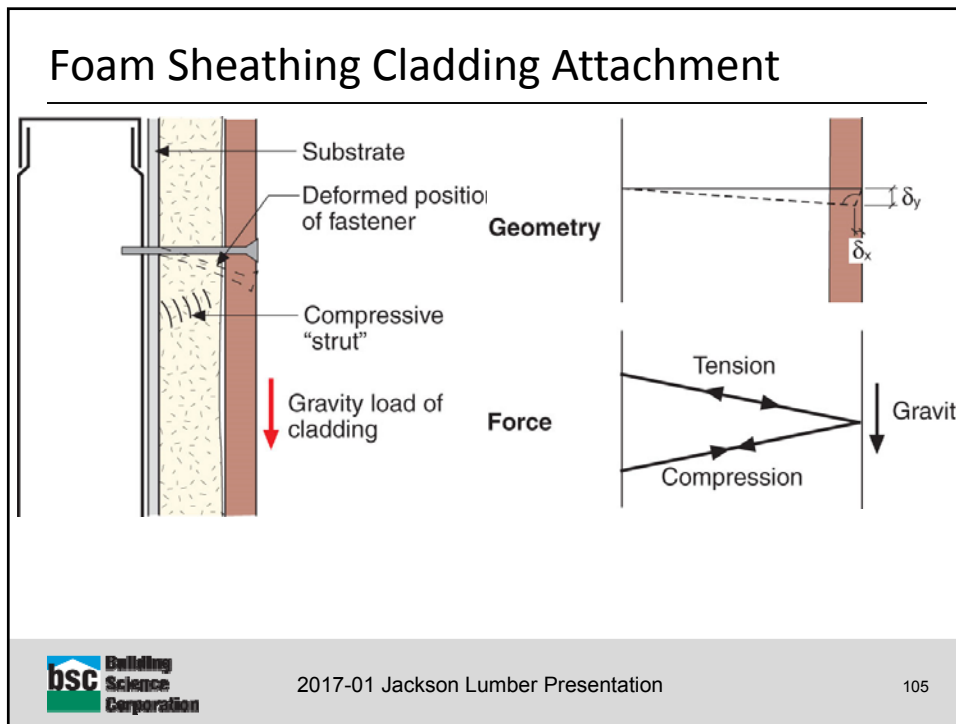 Foam Sheathing Cladding Attachment
Substrate
Deformed positio
of fastener
Compressive
"strut"
Gravity load of
cladding
Geometry
δy
δx
Force
Tension
Compression
Gravit
bsc Building
Science
Corporation
2017-01 Jackson Lumber Presentation
105